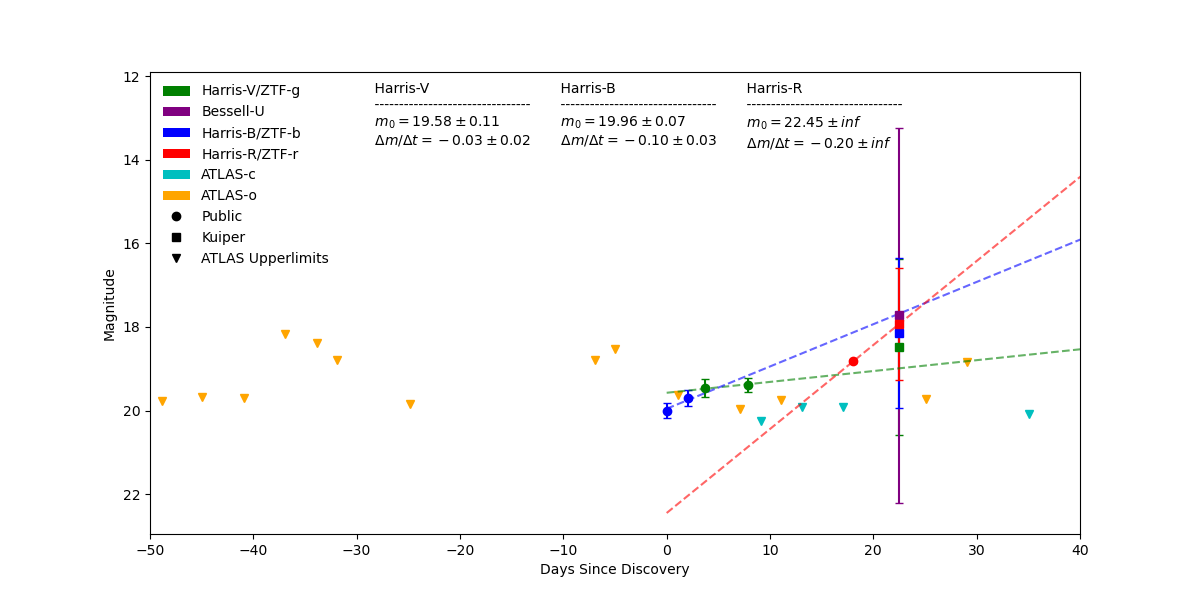 12
14
16
18
20
22
Magnitude
−50
−40
−30
−20
−10
0
10
20
30
40
Days Since Discovery
Harris-V/ZTF-g
Bessell-U
Harris-B/ZTF-b
Harris-R/ZTF-r
ATLAS-c
ATLAS-o
Public
Kuiper
ATLAS Upperlimits
Harris-V
--------------------------------
m₀ = 19.58 ± 0.11
Δm/Δt = −0.03 ± 0.02
Harris-B
--------------------------------
m₀ = 19.96 ± 0.07
Δm/Δt = −0.10 ± 0.03
Harris-R
--------------------------------
m₀ = 22.45 ± inf
Δm/Δt = −0.20 ± inf